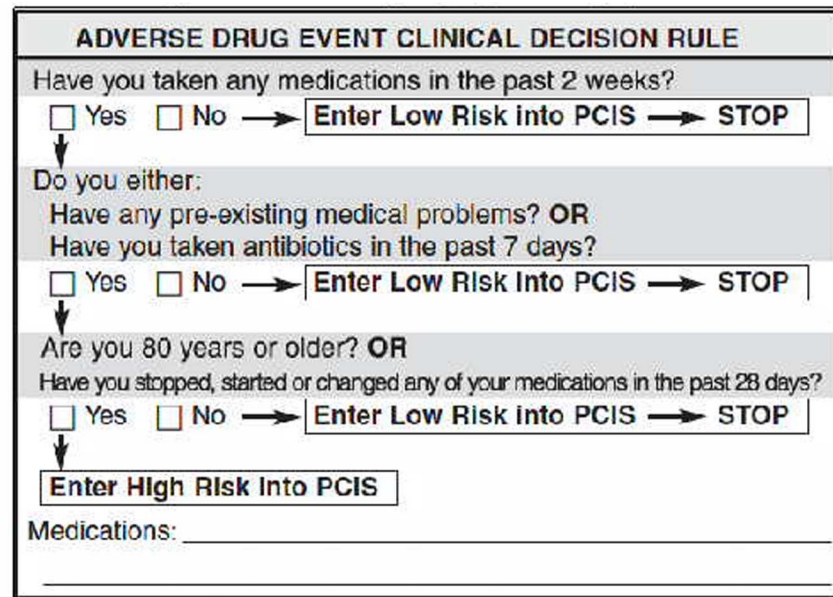 ADVERSE DRUG EVENT CLINICAL DECISION RULE
Have you taken any medications in the past 2 weeks?
Yes No Enter Low Risk into PCIS STOP
Do you either:
Have any pre-existing medical problems? OR
Have you taken antibiotics in the past 7 days?
Yes No Enter Low Risk into PCIS STOP
Are you 80 years or older? OR
Have you stopped, started or changed any of your medications in the past 28 days?
Yes No Enter Low Risk into PCIS STOP
Enter High Risk into PCIS
Medications: